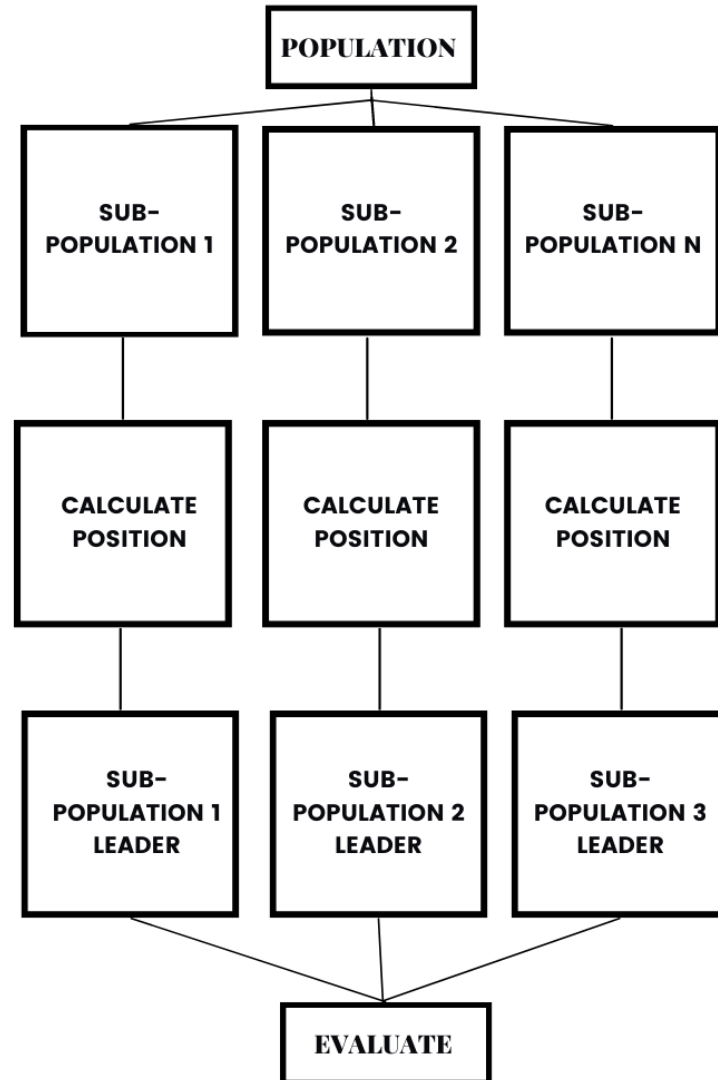 POPULATION
SUB-
POPULATION 1
SUB-
POPULATION 2
SUB-
POPULATION N
CALCULATE
POSITION
CALCULATE
POSITION
CALCULATE
POSITION
SUB-
POPULATION 1
LEADER
SUB-
POPULATION 2
LEADER
SUB-
POPULATION 3
LEADER
EVALUATE